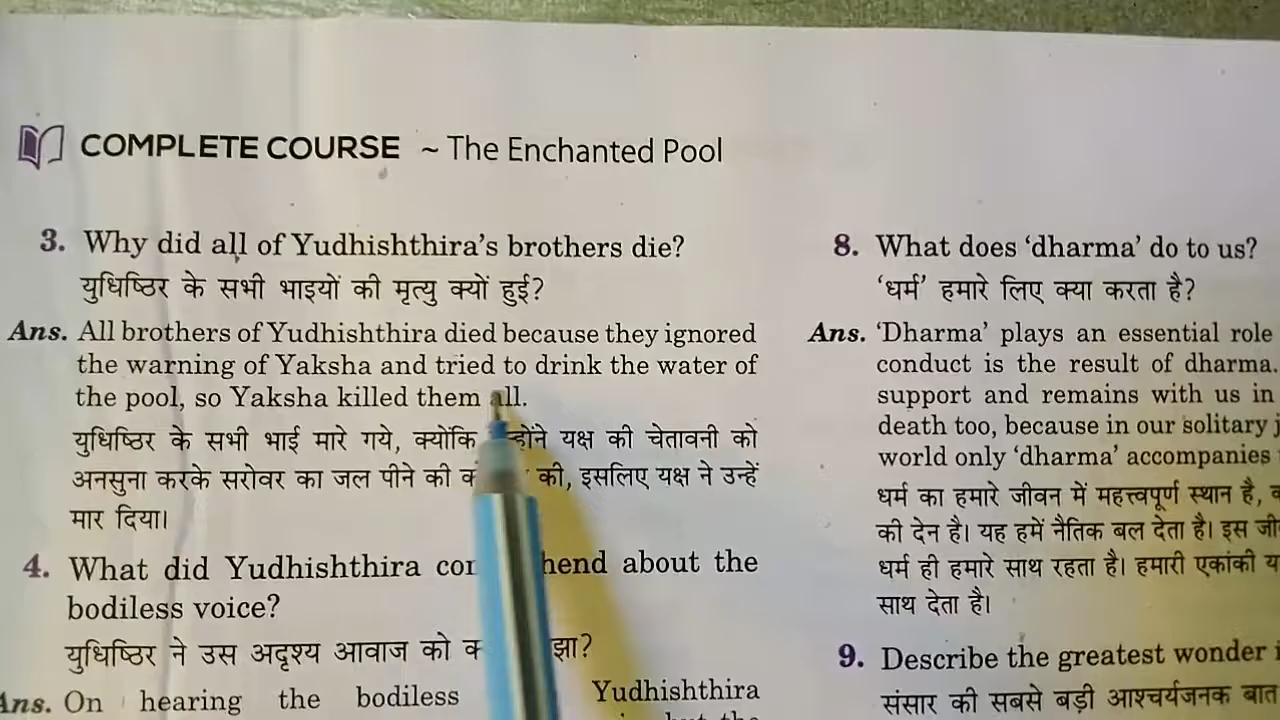 COMPLETE COURSE ~ The Enchanted Pool
3. Why did all of Yudhishthira's brothers die?
युधिष्ठिर के सभी भाइयों की मृत्यु क्यों हुई?
Ans. All brothers of Yudhishthira died because they ignored
the warning of Yaksha and tried to drink the water of
the pool, so Yaksha killed them all.
युधिष्ठिर के सभी भाई मारे गये, क्योंकि यक्ष की चेतावनी को
अनसुना करके सरोवर का जल पीने की की, इसलिए यक्ष ने उन्हें
मार दिया।
4. What did Yudhishthira about the
bodiless voice?
युधिष्ठिर ने उस अदृश्य आवाज को
Ans. On hearing the bodiless Yudhishthira
8. What does 'dharma' do to us?
'धर्म' हमारे लिए क्या करता है?
Ans. 'Dharma' plays an essential role
conduct is the result of dharma.
support and remains with us in
death too, because in our solitary
world only 'dharma' accompanies
धर्म का हमारे जीवन में महत्त्वपूर्ण स्थान है,
की देन है। यह हमें नैतिक बल देता है। इस
धर्म ही हमारे साथ रहता है। हमारी एकांकी
साथ देता है।
9. Describe the greatest wonder
संसार की सबसे बड़ी आश्चर्यजनक बात